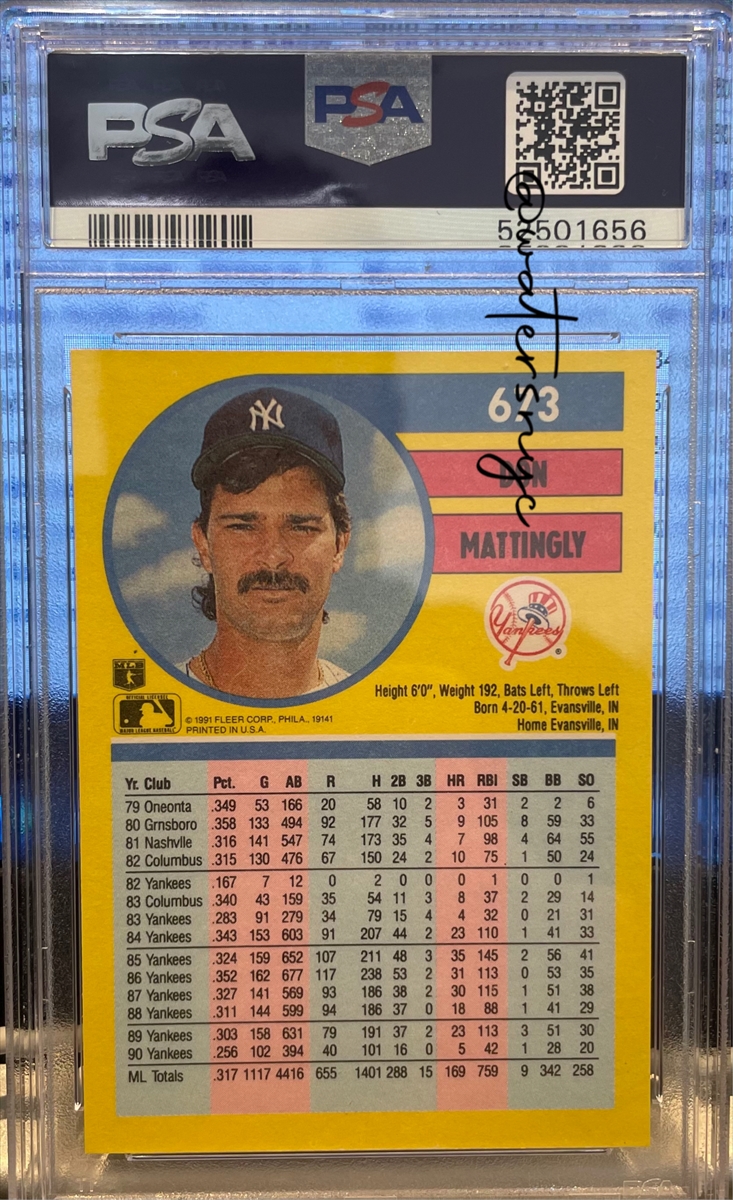 PSA
PSA
@watersnyc
673
MATTINGLY
Yankees
®
Height 6'0", Weight 192, Bats Left, Throws Left
Born 4-20-61, Evansville, IN
Home Evansville, IN
MLB
OFFICIAL LICENSEE
MAJOR LEAGUE BASEBALL
© 1991 FLEER CORP., PHILA., 19141
PRINTED IN U.S.A.
Yr. Club Pct. G AB R H 2B 3B HR RBI SB BB SO
79 Oneonta .349 53 166 20 58 10 2 3 31 2 2 6
80 Grnsboro .358 133 494 92 177 32 5 9 105 8 59 33
81 Nashvlle .316 141 547 74 173 35 4 7 98 4 64 55
82 Columbus .315 130 476 67 150 24 2 10 75 1 50 24
82 Yankees .167 7 12 0 2 0 0 0 1 0 0 1
83 Columbus .340 43 159 35 54 11 3 8 37 2 29 14
83 Yankees .283 91 279 34 79 15 4 4 32 0 21 31
84 Yankees .343 153 603 91 207 44 2 23 110 1 41 33
85 Yankees .324 159 652 107 211 48 3 35 145 2 56 41
86 Yankees .352 162 677 117 238 53 2 31 113 0 53 35
87 Yankees .327 141 569 93 186 38 2 30 115 1 51 38
88 Yankees .311 144 599 94 186 37 0 18 88 1 41 29
89 Yankees .303 158 631 79 191 37 2 23 113 3 51 30
90 Yankees .256 102 394 40 101 16 0 5 42 1 28 20
ML Totals .317 1117 4416 655 1401 288 15 169 759 9 342 258